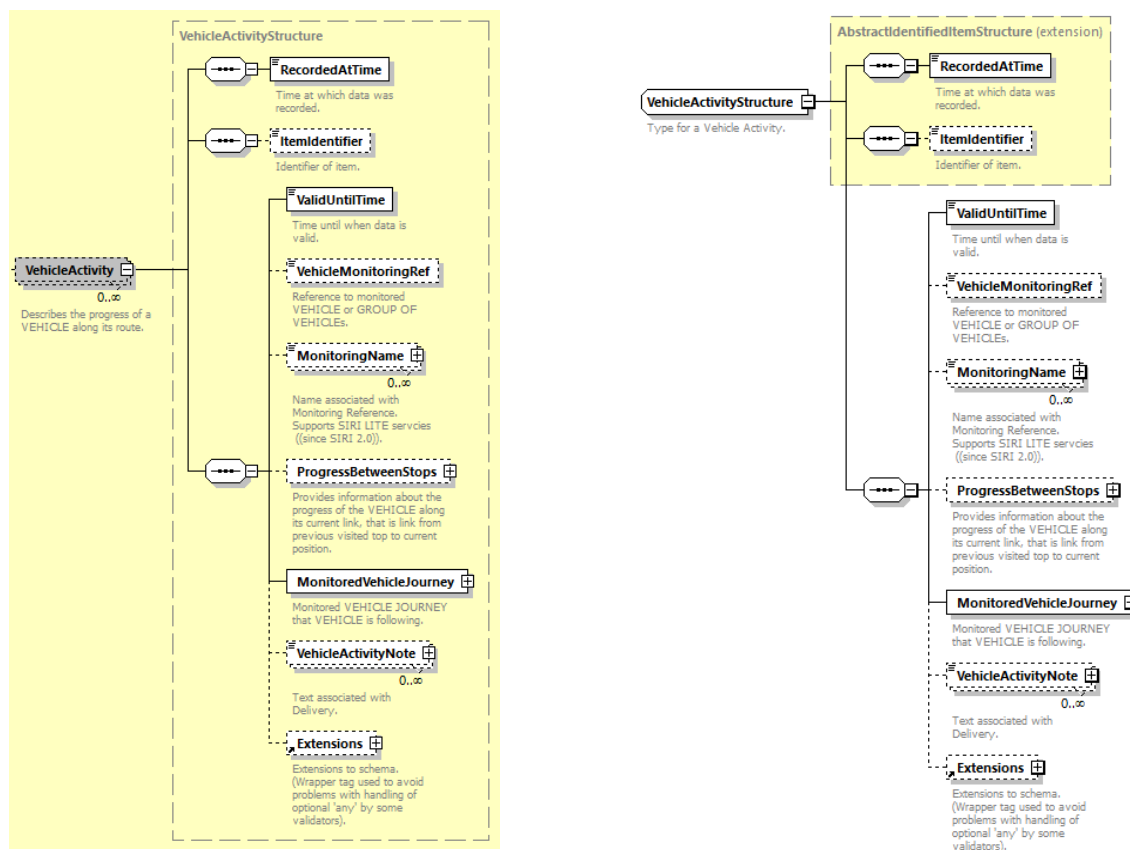 VehicleActivityStructure
RecordedAtTime
Time at which data was
recorded.
ItemIdentifier
Identifier of item.
ValidUntilTime
Time until when data is
valid.
VehicleMonitoringRef
Reference to monitored
VEHICLE or GROUP OF
VEHICLEs.
VehicleActivity
0..∞
Describes the progress of a
VEHICLE along its route.
MonitoringName
0..∞
Name associated with
Monitoring Reference.
Supports SIRI LITE servcies
((since SIRI 2.0)).
ProgressBetweenStops
Provides information about the
progress of the VEHICLE along
its current link, that is link from
previous visited top to current
position.
MonitoredVehicleJourney
Monitored VEHICLE JOURNEY
that VEHICLE is following.
VehicleActivityNote
0..∞
Text associated with
Delivery.
Extensions
Extensions to schema.
(Wrapper tag used to avoid
problems with handling of
optional 'any' by some
validators).
AbstractIdentifiedItemStructure (extension)
RecordedAtTime
Time at which data was
recorded.
VehicleActivityStructure
Type for a Vehicle Activity.
ItemIdentifier
Identifier of item.
ValidUntilTime
Time until when data is
valid.
VehicleMonitoringRef
Reference to monitored
VEHICLE or GROUP OF
VEHICLEs.
MonitoringName
0..∞
Name associated with
Monitoring Reference.
Supports SIRI LITE servcies
((since SIRI 2.0)).
ProgressBetweenStops
Provides information about the
progress of the VEHICLE along
its current link, that is link from
previous visited top to current
position.
MonitoredVehicleJourney
Monitored VEHICLE JOURNEY
that VEHICLE is following.
VehicleActivityNote
0..∞
Text associated with
Delivery.
Extensions
Extensions to schema.
(Wrapper tag used to avoid
problems with handling of
optional 'any' by some
validators).